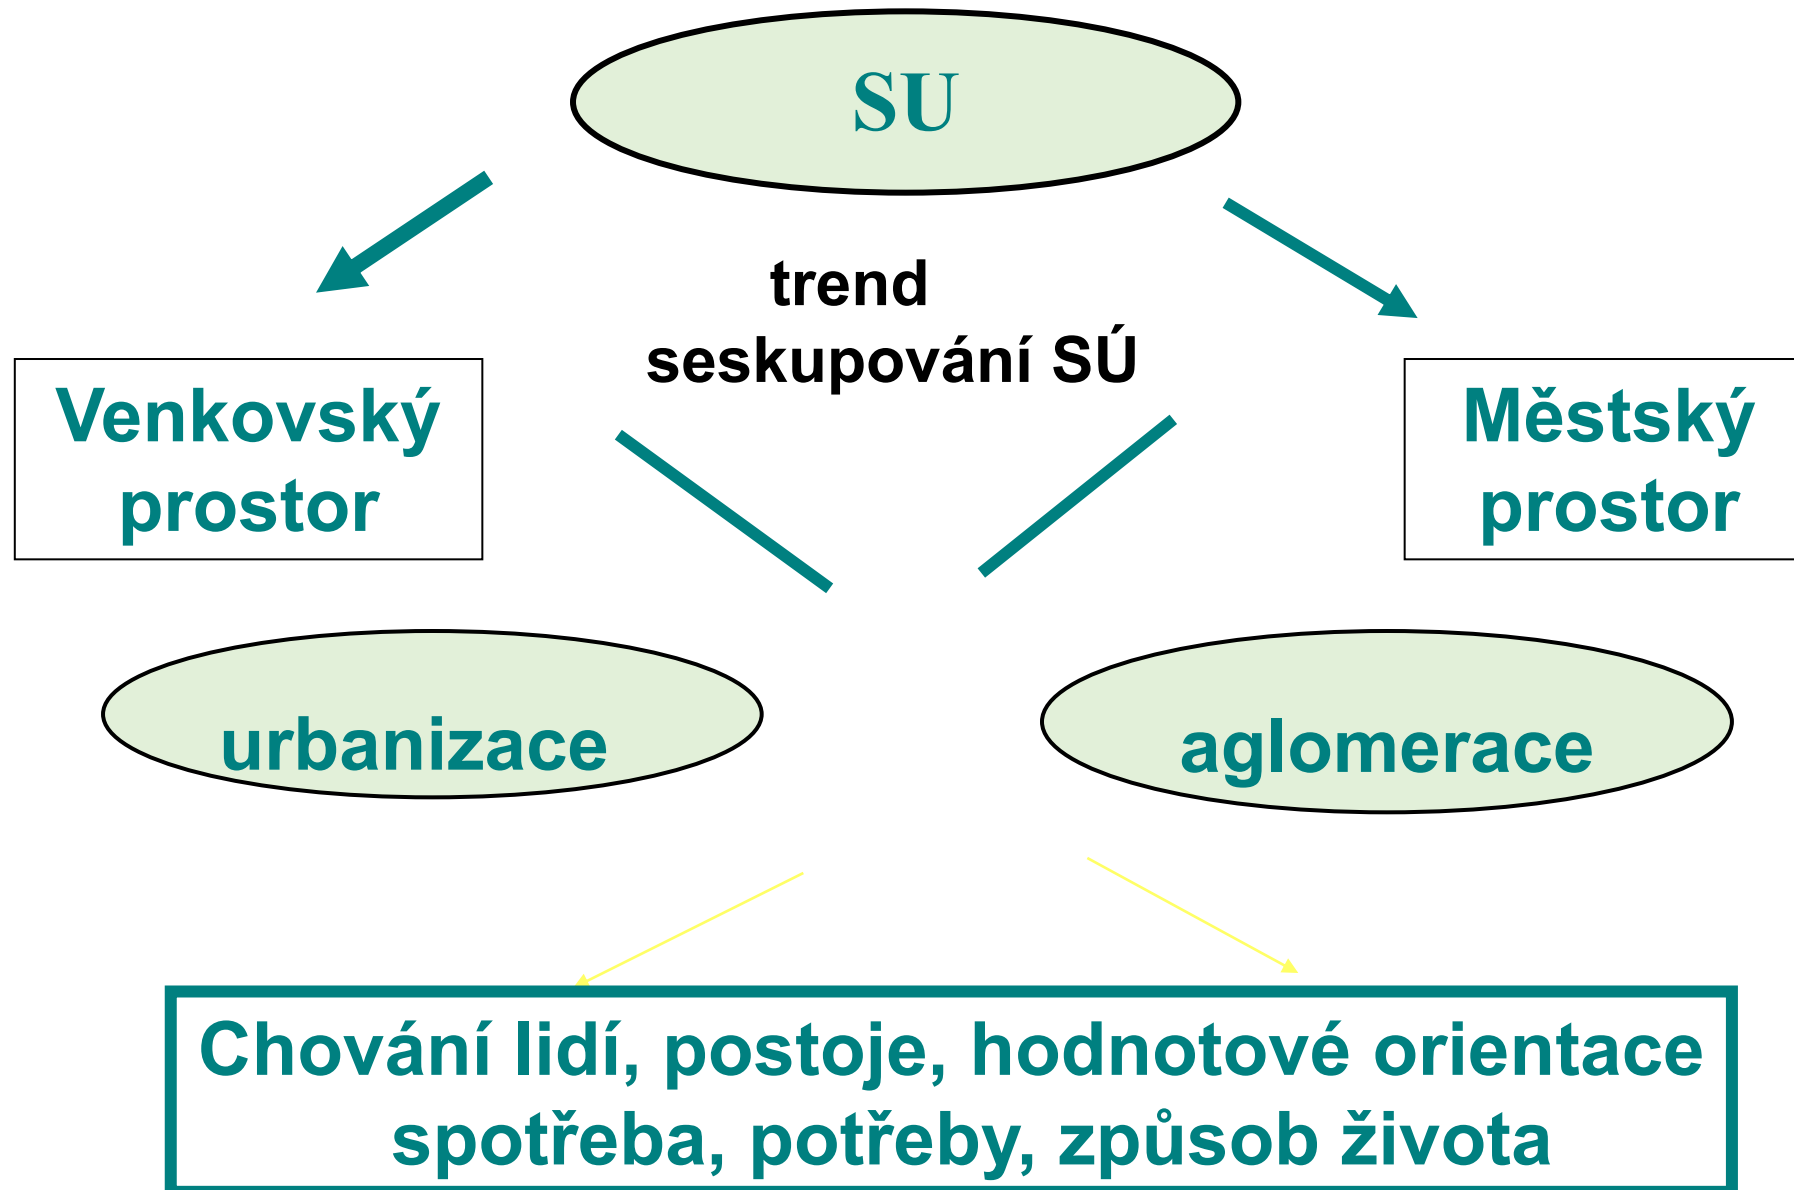 SU
trend
seskupování SÚ
Venkovský
prostor
Městský
prostor
urbanizace
aglomerace
Chování lidí, postoje, hodnotové orientace
spotřeba, potřeby, způsob života